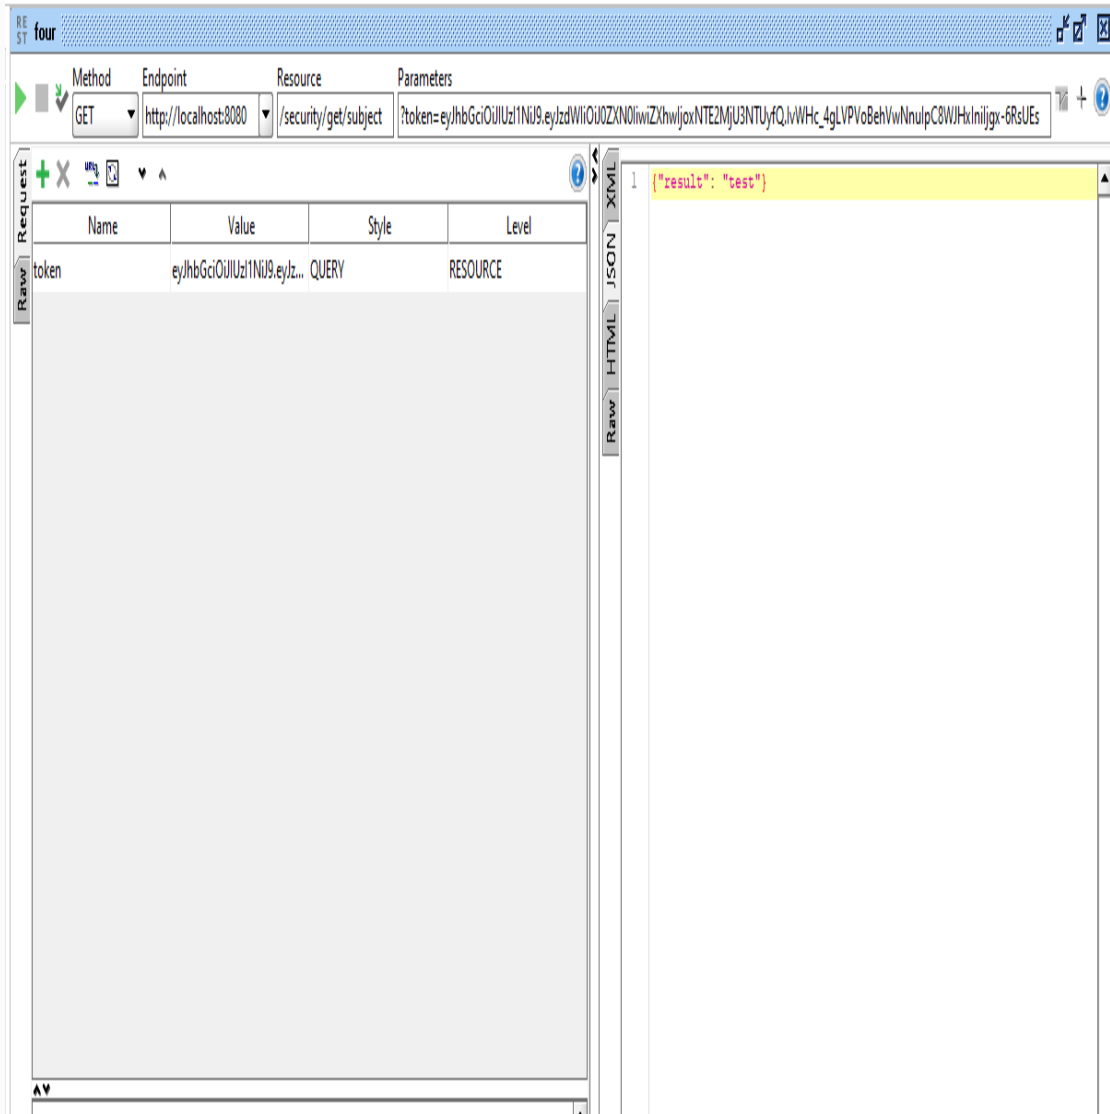 RE
ST four
Method Endpoint Resource Parameters
GET http://localhost:8080 /security/get/subject ?token=eyJhbGciOiJIUzI1NiJ9.eyJzdWIiOiJ0ZXN0IiwiZXhwIjoxNTE2MjU3NTUyfQ.IvWHc_4gLVPVoBehVwNnuIpC8WJHxIniIjgx-6RsUEs
Request
Raw
Name Value Style Level
token eyJhbGciOiJIUzI1NiJ9.eyJz... QUERY RESOURCE
XML
JSON
HTML
Raw
1 {"result": "test"}